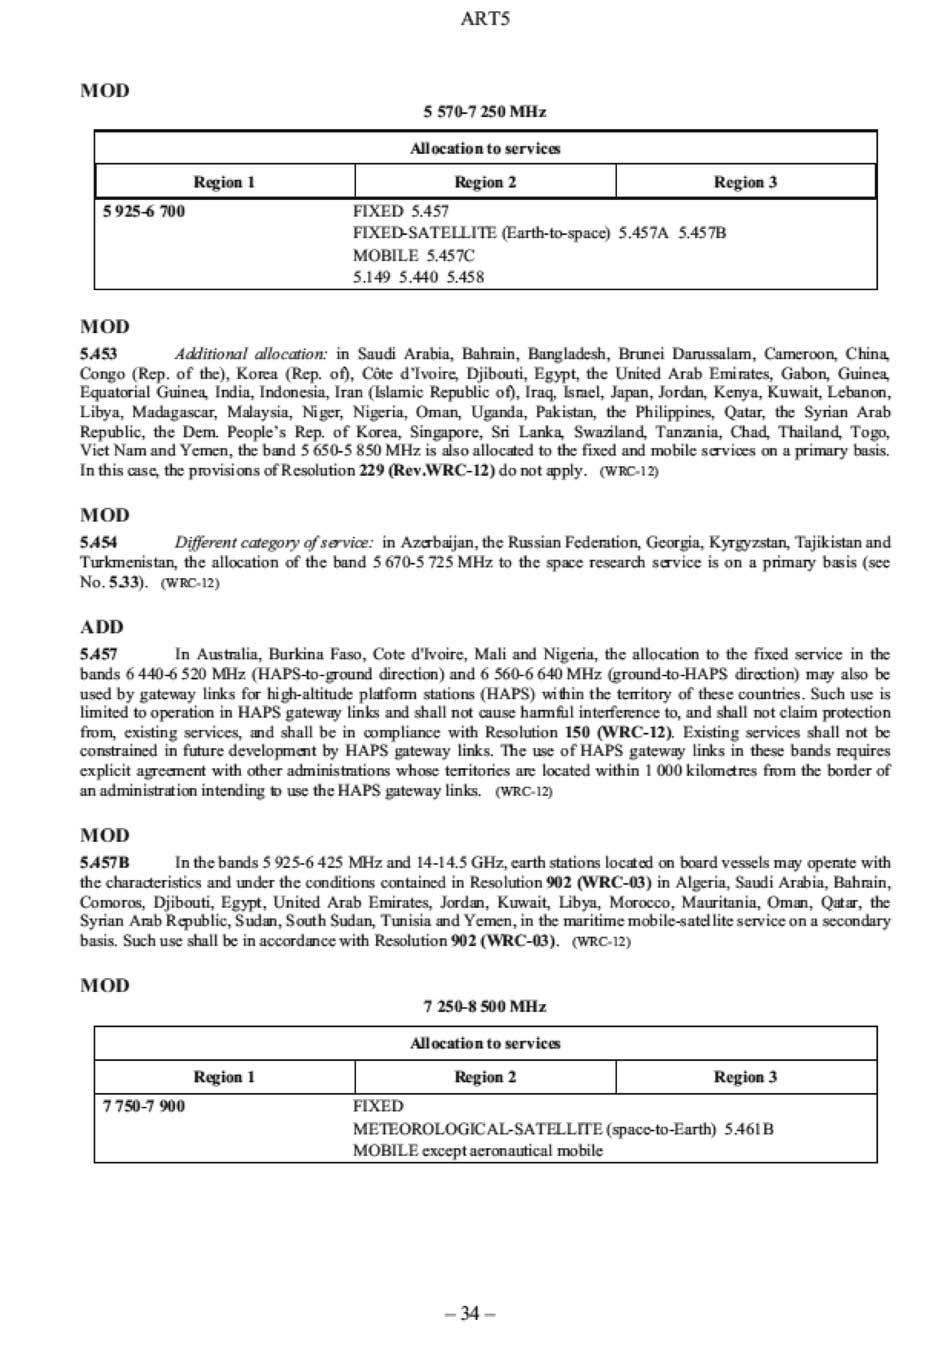 ART5
MOD
5 570-7 250 MHz
Allocation to services
Region 1 Region 2 Region 3
5 925-6 700 FIXED 5.457
FIXED-SATELLITE (Earth-to-space) 5.457A 5.457B
MOBILE 5.457C
5.149 5.440 5.458
MOD
5.453 Additional allocation: in Saudi Arabia, Bahrain, Bangladesh, Brunei Darussalam, Cameroon, China,
Congo (Rep. of the), Korea (Rep. of), Côte d'Ivoire, Djibouti, Egypt, the United Arab Emirates, Gabon, Guinea,
Equatorial Guinea, India, Indonesia, Iran (Islamic Republic of), Iraq, Israel, Japan, Jordan, Kenya, Kuwait, Lebanon,
Libya, Madagascar, Malaysia, Niger, Nigeria, Oman, Uganda, Pakistan, the Philippines, Qatar, the Syrian Arab
Republic, the Dem. People's Rep. of Korea, Singapore, Sri Lanka, Swaziland, Tanzania, Chad, Thailand, Togo,
Viet Nam and Yemen, the band 5 650-5 850 MHz is also allocated to the fixed and mobile services on a primary basis.
In this case, the provisions of Resolution 229 (Rev.WRC-12) do not apply. (WRC-12)
MOD
5.454 Different category of service: in Azerbaijan, the Russian Federation, Georgia, Kyrgyzstan, Tajikistan and
Turkmenistan, the allocation of the band 5 670-5 725 MHz to the space research service is on a primary basis (see
No. 5.33). (WRC-12)
ADD
5.457 In Australia, Burkina Faso, Cote d'Ivoire, Mali and Nigeria, the allocation to the fixed service in the
bands 6 440-6 520 MHz (HAPS-to-ground direction) and 6 560-6 640 MHz (ground-to-HAPS direction) may also be
used by gateway links for high-altitude platform stations (HAPS) within the territory of these countries. Such use is
limited to operation in HAPS gateway links and shall not cause harmful interference to, and shall not claim protection
from, existing services, and shall be in compliance with Resolution 150 (WRC-12). Existing services shall not be
constrained in future development by HAPS gateway links. The use of HAPS gateway links in these bands requires
explicit agreement with other administrations whose territories are located within 1 000 kilometres from the border of
an administration intending to use the HAPS gateway links. (WRC-12)
MOD
5.457B In the bands 5 925-6 425 MHz and 14-14.5 GHz, earth stations located on board vessels may operate with
the characteristics and under the conditions contained in Resolution 902 (WRC-03) in Algeria, Saudi Arabia, Bahrain,
Comoros, Djibouti, Egypt, United Arab Emirates, Jordan, Kuwait, Libya, Morocco, Mauritania, Oman, Qatar, the
Syrian Arab Republic, Sudan, South Sudan, Tunisia and Yemen, in the maritime mobile-satellite service on a secondary
basis. Such use shall be in accordance with Resolution 902 (WRC-03). (WRC-12)
MOD
7 250-8 500 MHz
Allocation to services
Region 1 Region 2 Region 3
7 750-7 900 FIXED
METEOROLOGICAL-SATELLITE (space-to-Earth) 5.461B
MOBILE except aeronautical mobile
– 34 –